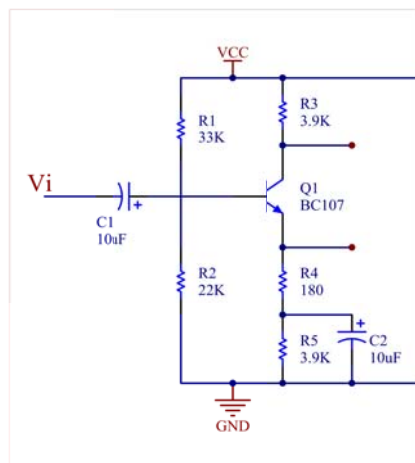 VCC
R1
33K
R3
3.9K
Vi
C1
10uF
+
Q1
BC107
R2
22K
R4
180
R5
3.9K
+
C2
10uF
GND